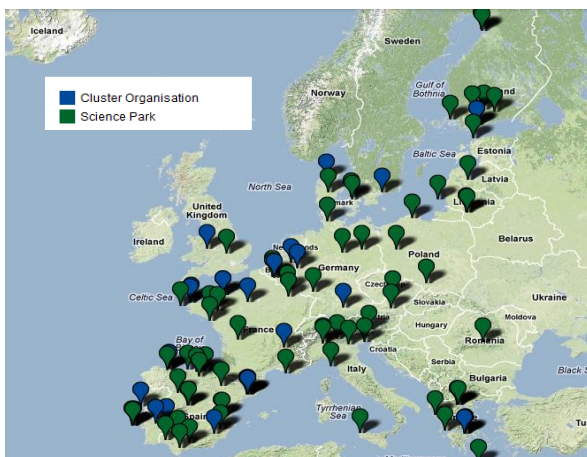 Iceland
Sweden
Norway
Gulf of
Bothnia
Cluster Organisation
Science Park
Estonia
Baltic Sea
Latvia
North Sea
United
Kingdom
Ireland
Belarus
Poland
Germany
Celtic Sea
Ukraine
Slovakia
France
Hungary
Moldova
Romania
Croatia
Bay of
Serbia
Italy
Bulgaria
Black S
Tyrrhenian
Sea
Spain
Tu